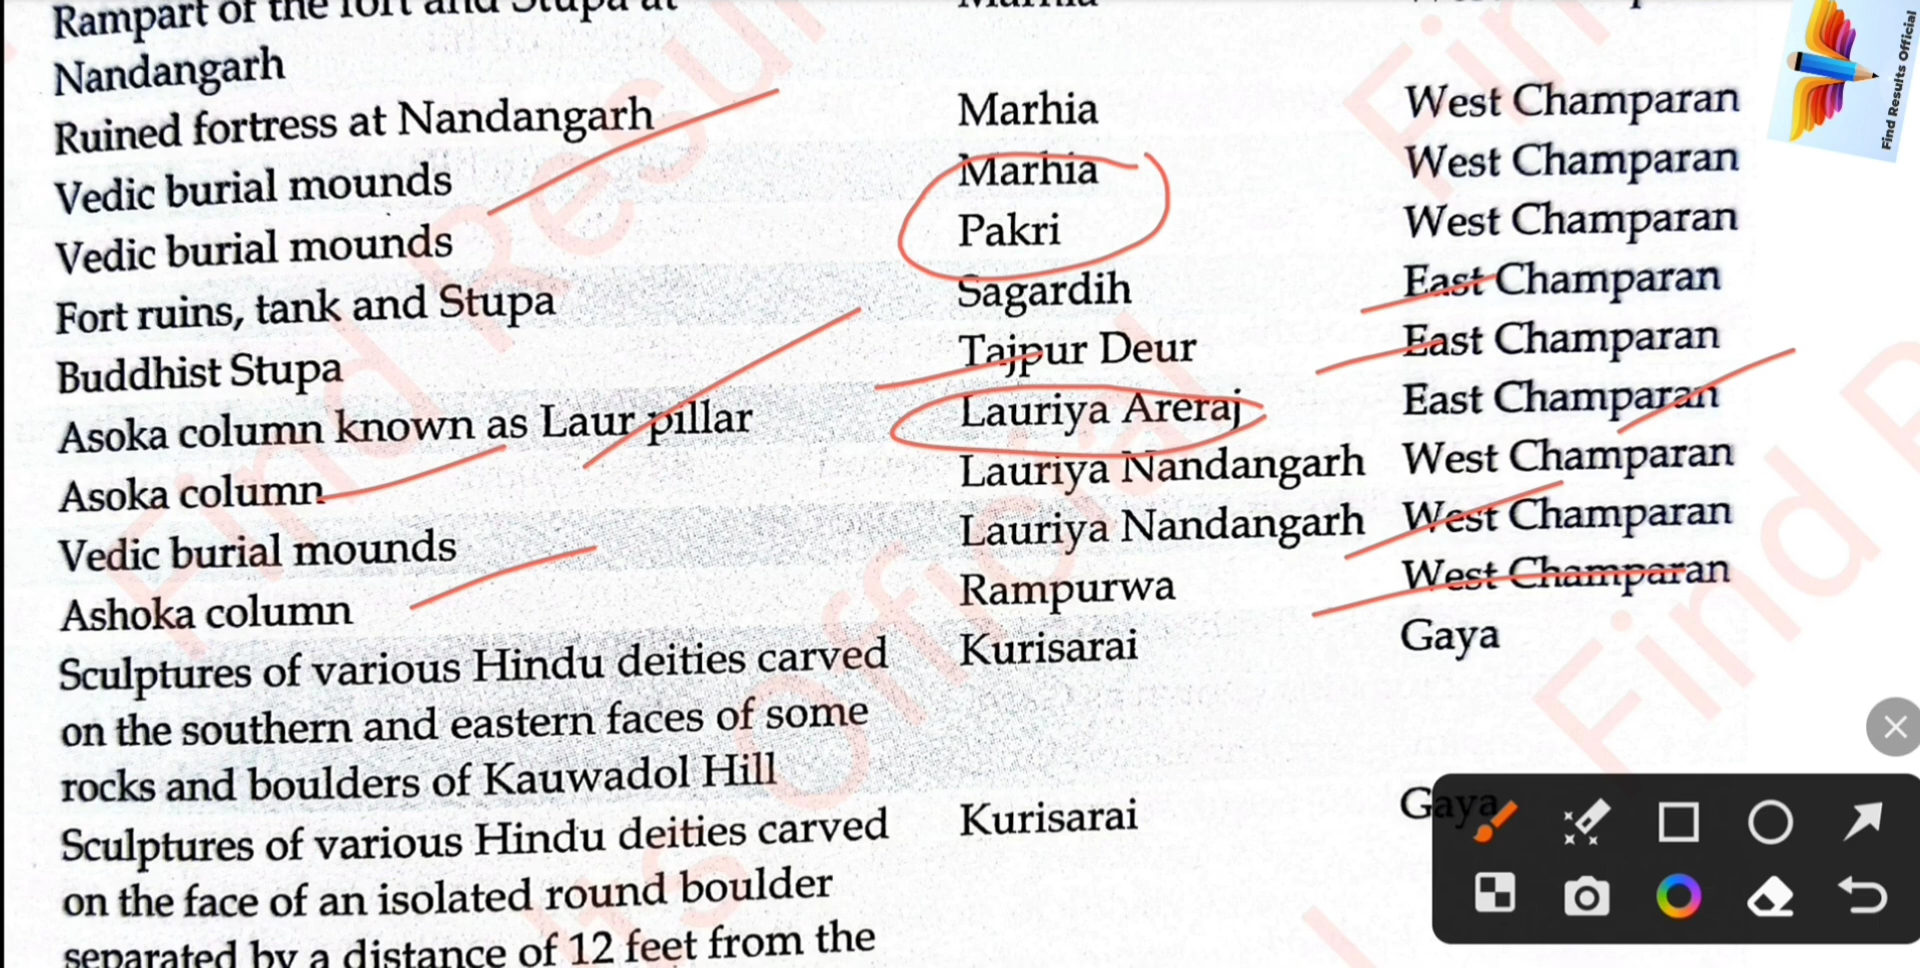 Rampart of the fort and Stupa at Marhia
Nandangarh
Ruined fortress at Nandangarh Marhia West Champaran
Vedic burial mounds Marhia West Champaran
Vedic burial mounds Pakri West Champaran
Fort ruins, tank and Stupa Sagardih East Champaran
Buddhist Stupa Tajpur Deur East Champaran
Asoka column known as Laur pillar Lauriya Areraj East Champaran
Asoka column Lauriya Nandangarh West Champaran
Vedic burial mounds Lauriya Nandangarh West Champaran
Ashoka column Rampurwa West Champaran
Sculptures of various Hindu deities carved Kurisarai Gaya
on the southern and eastern faces of some
rocks and boulders of Kauwadol Hill
Sculptures of various Hindu deities carved Kurisarai Gaya
on the face of an isolated round boulder
separated by a distance of 12 feet from the
Find Results Official